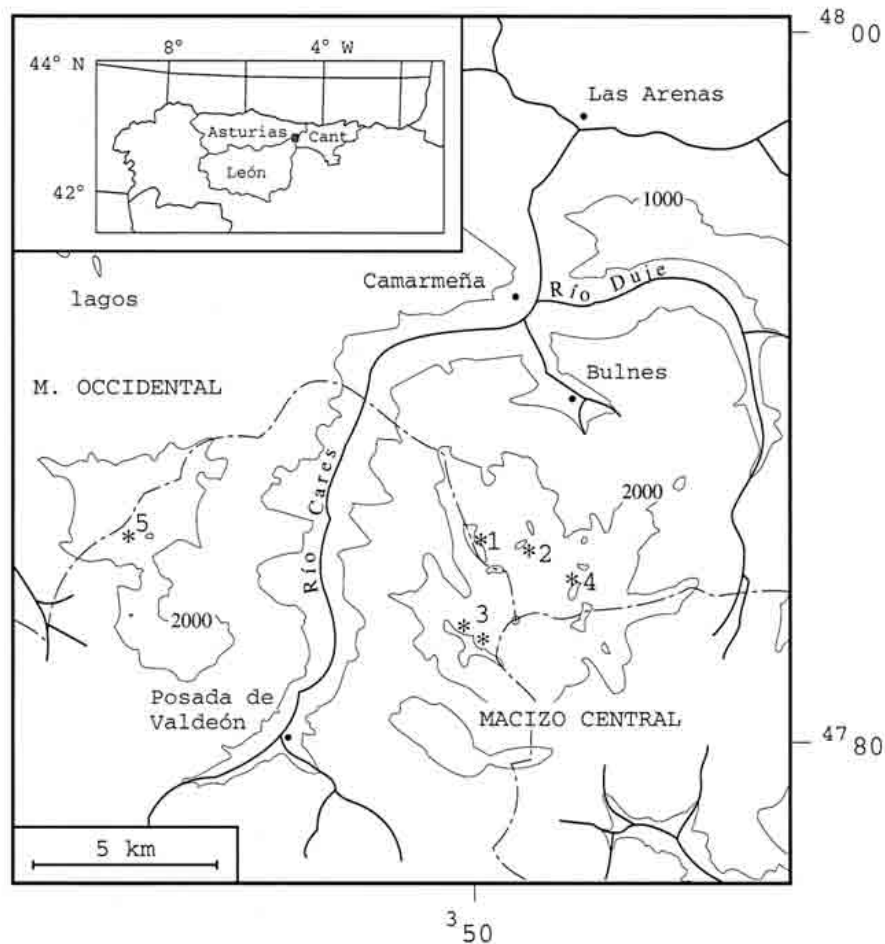 8° 4° W
44° N
42°
Asturias Cant
León
48 00
Las Arenas
1000
Río Duje
Camarmeña
lagos
Bulnes
M. OCCIDENTAL
Río Cares
2000
5
1
2
4
3
2000
Posada de
Valdeón
MACIZO CENTRAL
47 80
5 km
3 50